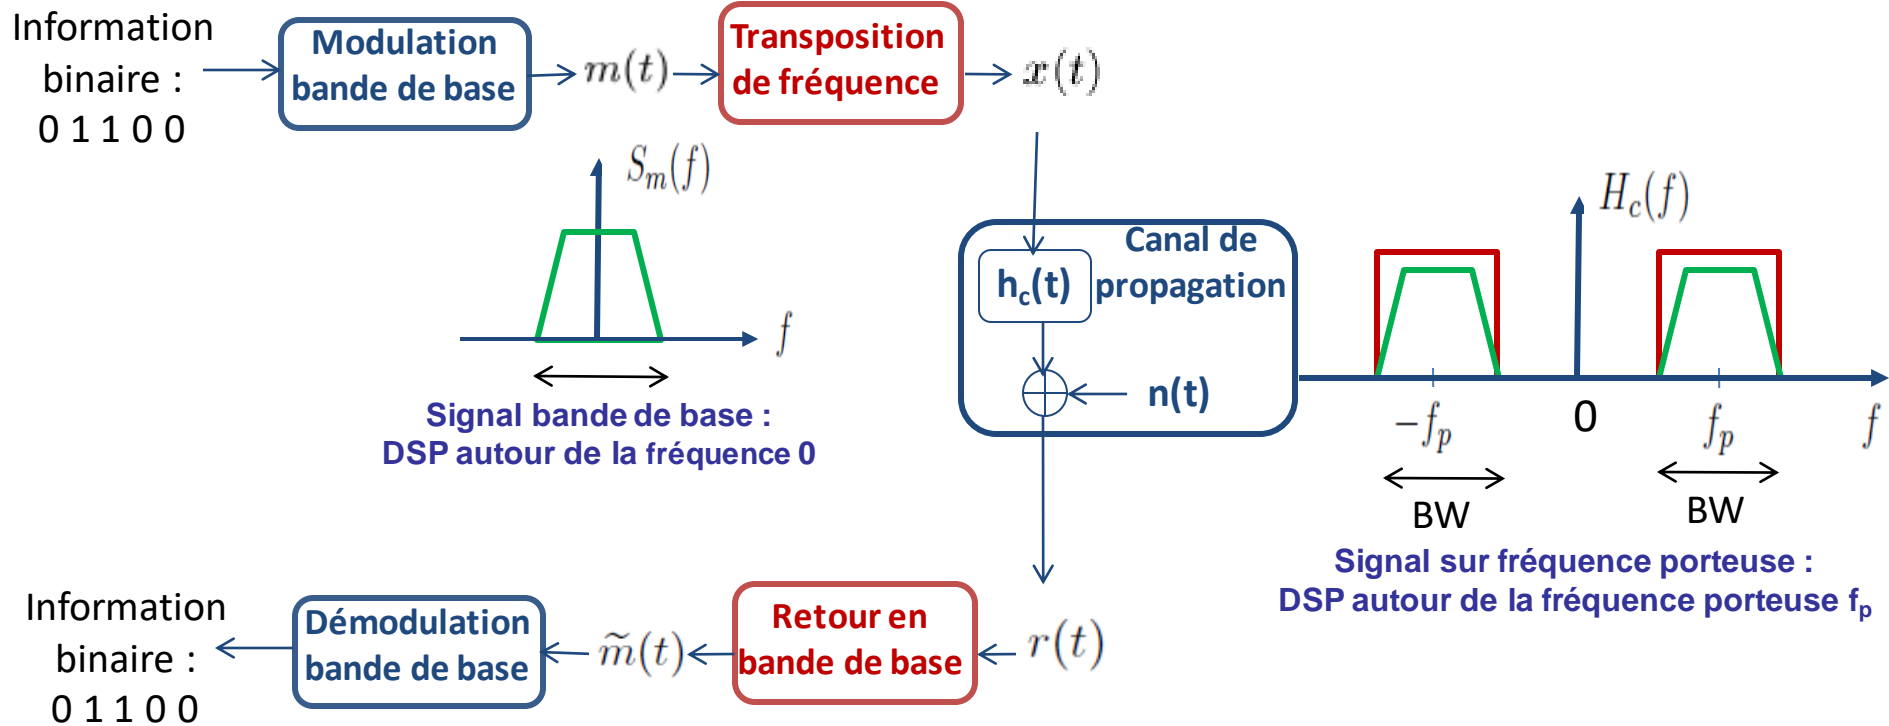 Information
binaire :
0 1 1 0 0
Modulation
bande de base
m(t)
Transposition
de fréquence
x(t)
S_m(f)
f
Signal bande de base :
DSP autour de la fréquence 0
Canal de
propagation
h_c(t)
n(t)
H_c(f)
-f_p
0
f_p
f
BW
BW
Signal sur fréquence porteuse :
DSP autour de la fréquence porteuse f_p
Information
binaire :
0 1 1 0 0
Démodulation
bande de base
m̃(t)
Retour en
bande de base
r(t)